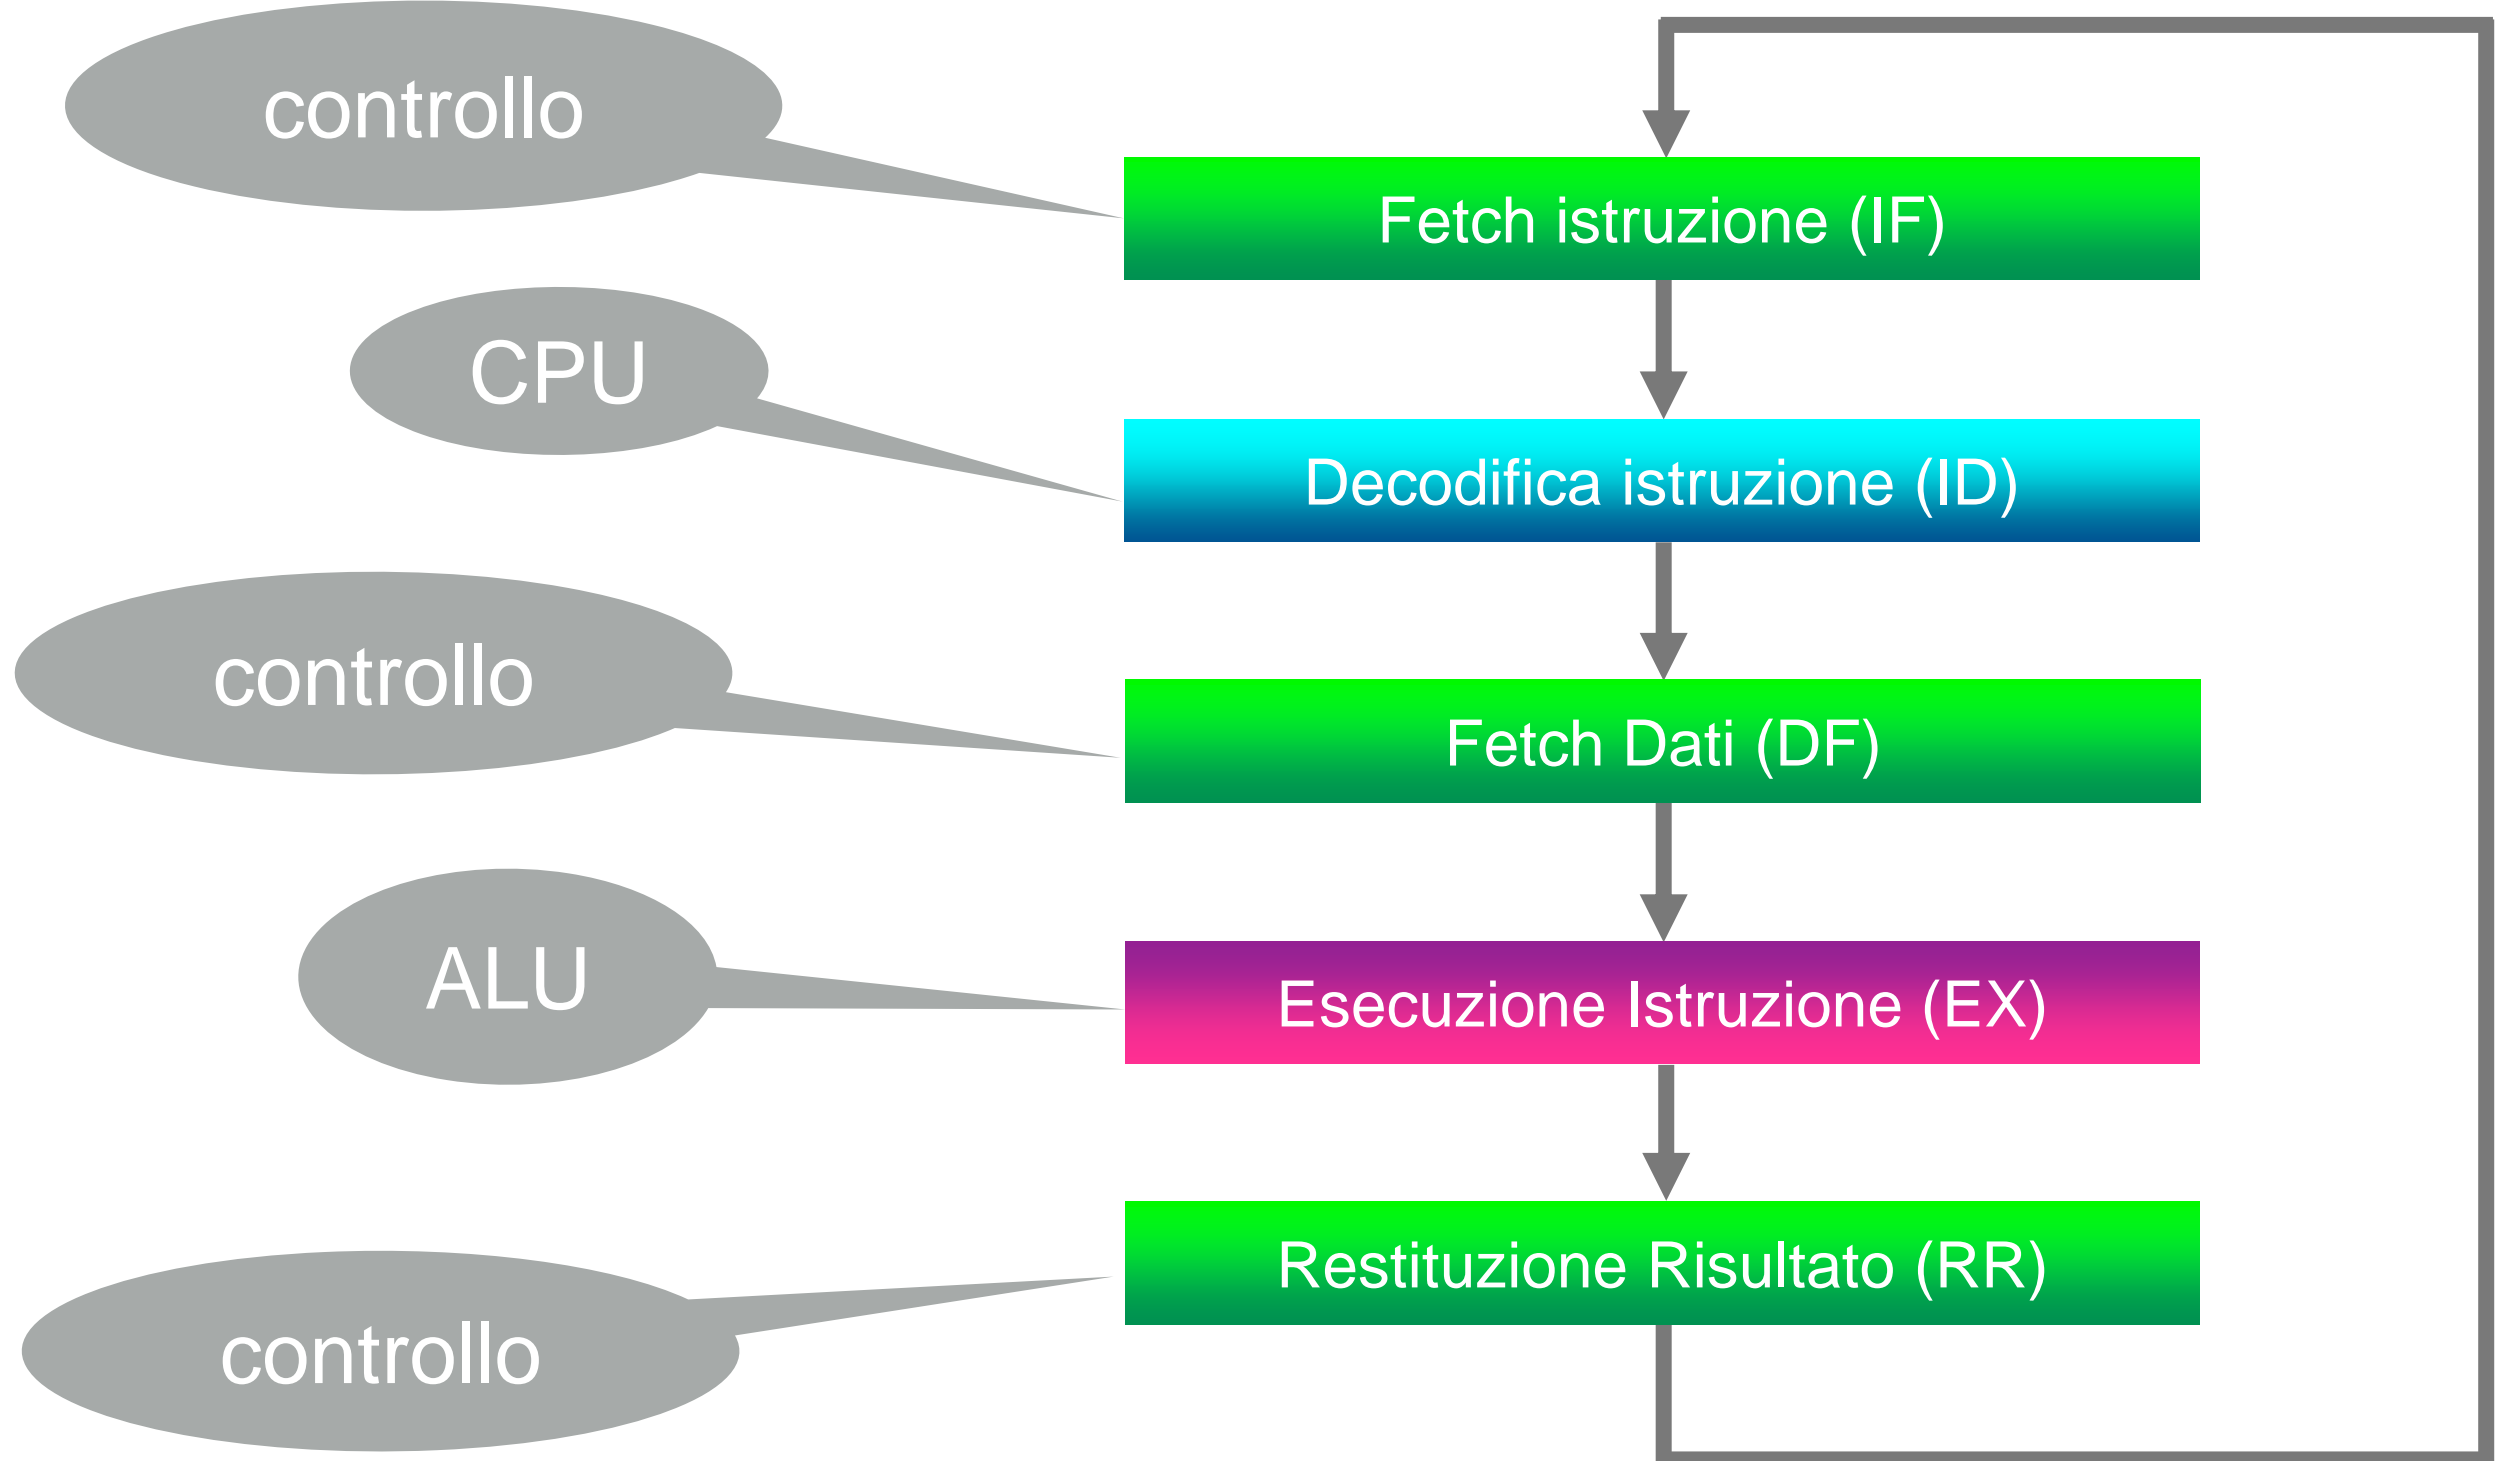 controllo
Fetch istruzione (IF)
CPU
Decodifica istruzione (ID)
controllo
Fetch Dati (DF)
ALU
Esecuzione Istruzione (EX)
Restituzione Risultato (RR)
controllo